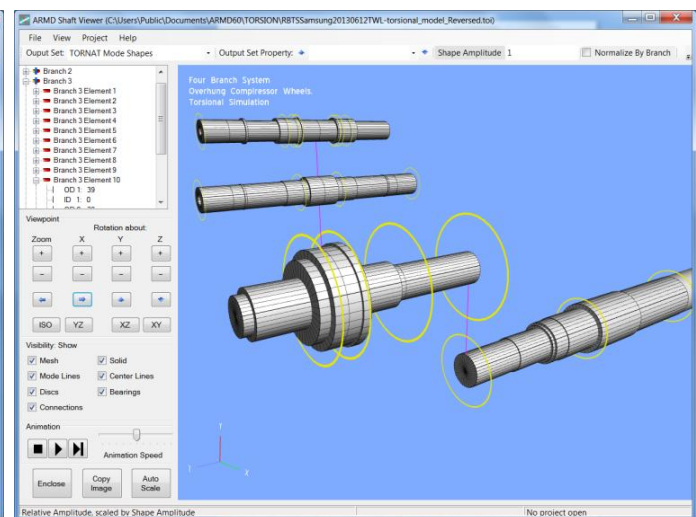 ARMD Shaft Viewer (C:\Users\Public\Documents\ARMD60\TORSION\RBTSSamsung20130612TWL-torsional_model_Reversed.toi)
File View Project Help
Ouput Set: TORNAT Mode Shapes Output Set Property: Shape Amplitude 1 Normalize By Branch
Branch 2
Branch 3
Branch 3 Element 1
Branch 3 Element 2
Branch 3 Element 3
Branch 3 Element 4
Branch 3 Element 5
Branch 3 Element 6
Branch 3 Element 7
Branch 3 Element 8
Branch 3 Element 9
Branch 3 Element 10
OD 1: 39
ID 1: 0
Four Branch System
Overhung Compressor Wheels.
Torsional Simulation
Viewpoint
Rotation about:
Zoom X Y Z
+ + + +
- - - -
ISO YZ XZ XY
Visibility: Show
Mesh Solid
Mode Lines Center Lines
Discs Bearings
Connections
Animation
Animation Speed
Enclose Copy Image Auto Scale
Y
X
Relative Amplitude, scaled by Shape Amplitude No project open